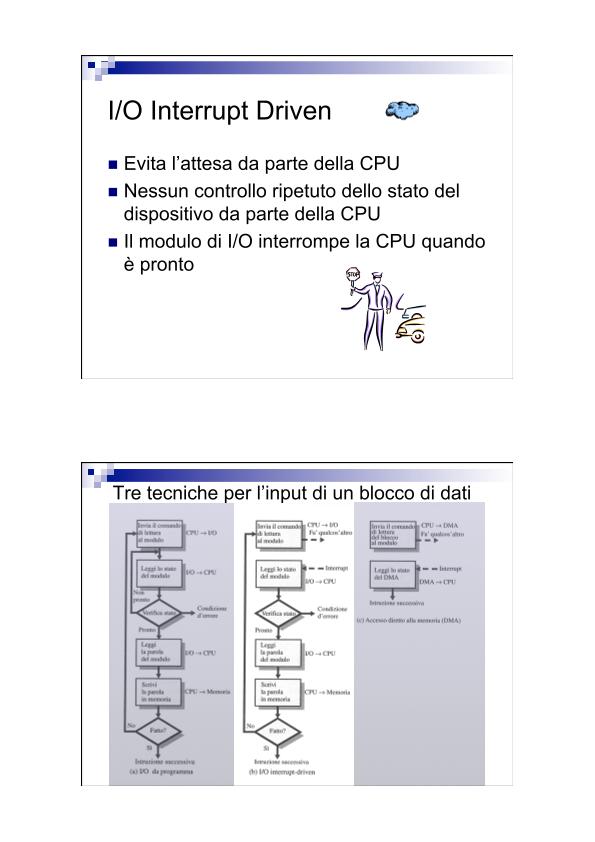 I/O Interrupt Driven
Evita l'attesa da parte della CPU
Nessun controllo ripetuto dello stato del
dispositivo da parte della CPU
Il modulo di I/O interrompe la CPU quando
è pronto
STOP
Tre tecniche per l'input di un blocco di dati
Invia il comando
di lettura
al modulo
CPU → I/O
Leggi lo stato
del modulo
I/O → CPU
Non
pronto
Verifica stato
Condizione
d'errore
Pronto
Leggi
la parola
del modulo
I/O → CPU
Scrivi
la parola
in memoria
CPU → Memoria
No
Fatto?
Sì
Istruzione successiva
(a) I/O da programma
Invia il comando
di lettura
al modulo
CPU → I/O
Fa' qualcos'altro
Leggi lo stato
del modulo
Interrupt
I/O → CPU
Verifica stato
Condizione
d'errore
Pronto
Leggi
la parola
del modulo
I/O → CPU
Scrivi
la parola
in memoria
CPU → Memoria
No
Fatto?
Sì
Istruzione successiva
(b) I/O interrupt-driven
Invia il comando
di lettura
del blocco
al modulo
CPU → DMA
Fa' qualcos'altro
Leggi lo stato
del DMA
Interrupt
DMA → CPU
Istruzione successiva
(c) Accesso diretto alla memoria (DMA)